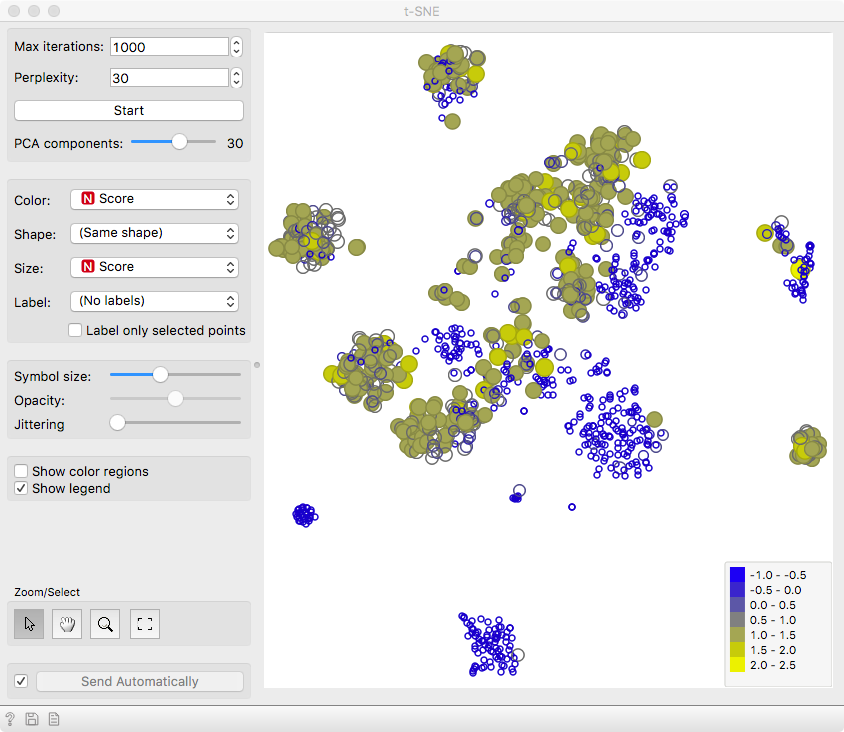 t-SNE
Max iterations: 1000
Perplexity: 30
Start
PCA components: 30
Color: N Score
Shape: (Same shape)
Size: N Score
Label: (No labels)
Label only selected points
Symbol size:
Opacity:
Jittering
Show color regions
Show legend
Zoom/Select
Send Automatically
?
-1.0 - -0.5
-0.5 - 0.0
0.0 - 0.5
0.5 - 1.0
1.0 - 1.5
1.5 - 2.0
2.0 - 2.5